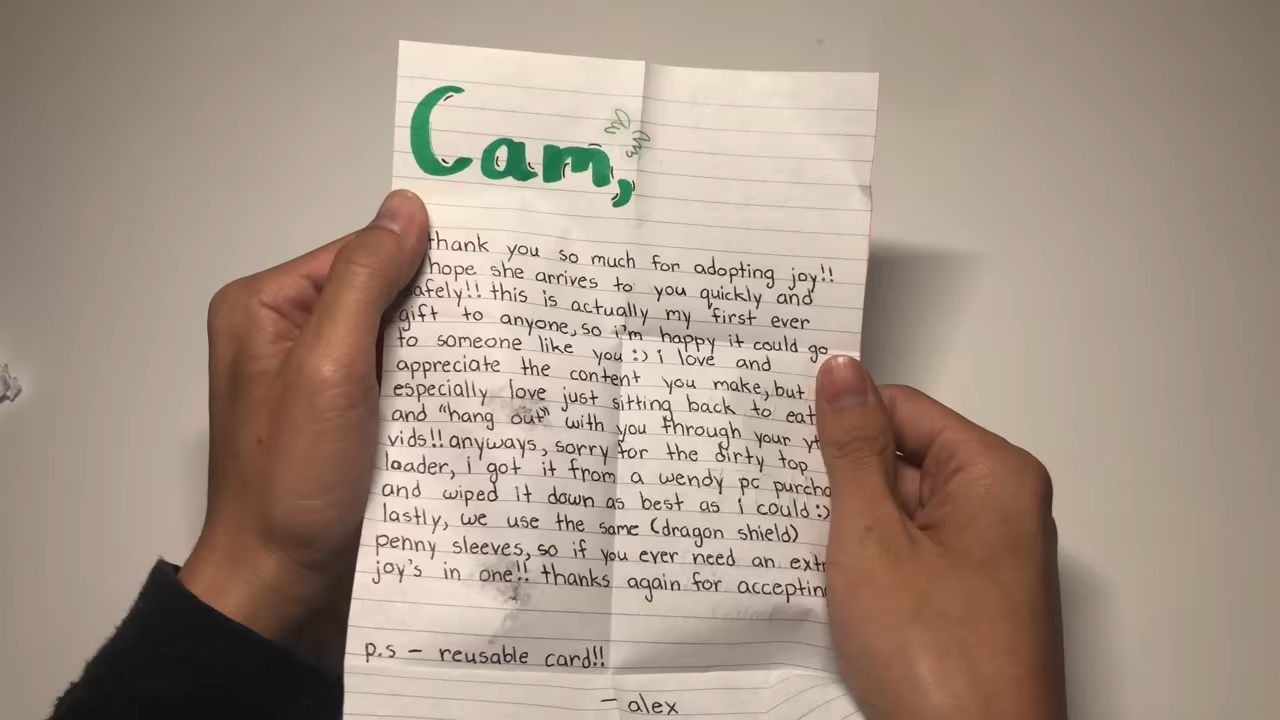 Cam,
thank you so much for adopting joy!!
hope she arrives to you quickly and
safely!! this is actually my first ever
gift to anyone, so i'm happy it could go
to someone like you :) i love and
appreciate the content you make, but
especially love just sitting back to eat
and "hang out" with you through your yt
vids!! anyways, sorry for the dirty top
loader, i got it from a wendy pc purcha
and wiped it down as best as i could :)
lastly, we use the same (dragon shield)
penny sleeves, so if you ever need an extr
joy's in one!! thanks again for accepting
p.s - reusable card!!
- alex